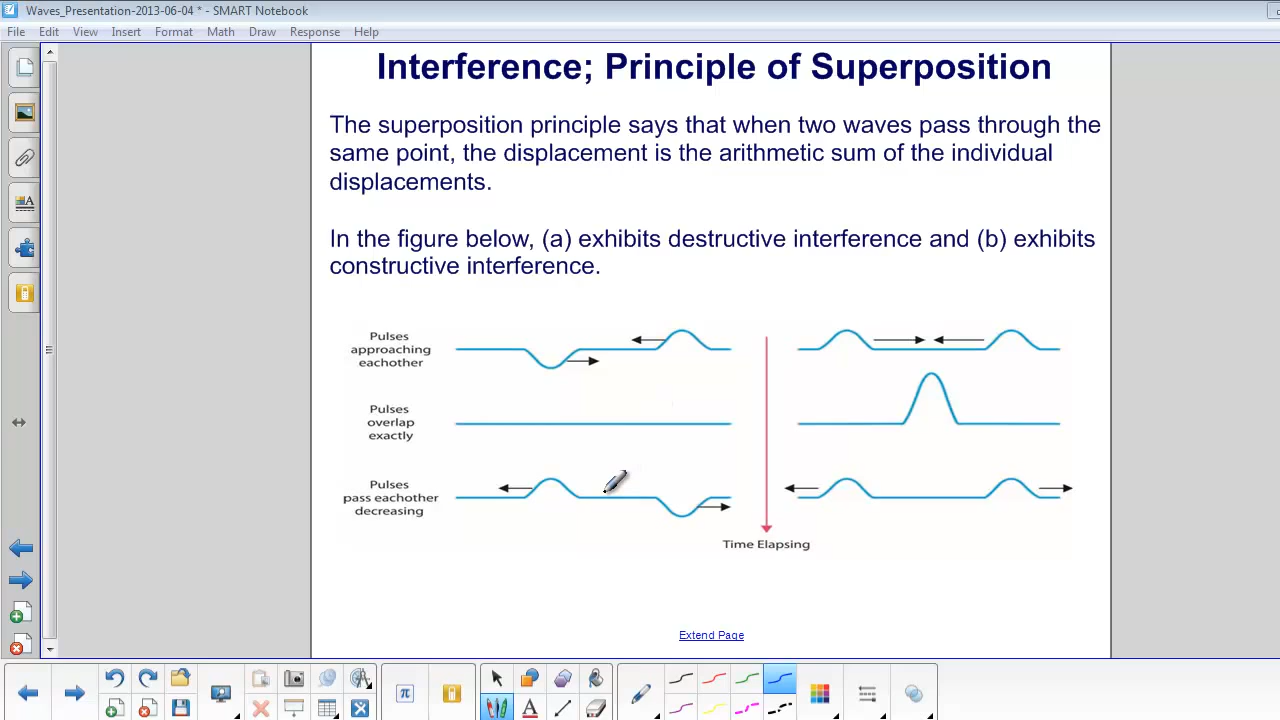 Waves_Presentation-2013-06-04 * - SMART Notebook
File Edit View Insert Format Math Draw Response Help
Interference; Principle of Superposition
The superposition principle says that when two waves pass through the
same point, the displacement is the arithmetic sum of the individual
displacements.
In the figure below, (a) exhibits destructive interference and (b) exhibits
constructive interference.
Pulses
approaching
eachother
Pulses
overlap
exactly
Pulses
pass eachother
decreasing
Time Elapsing
Extend Page
π
A